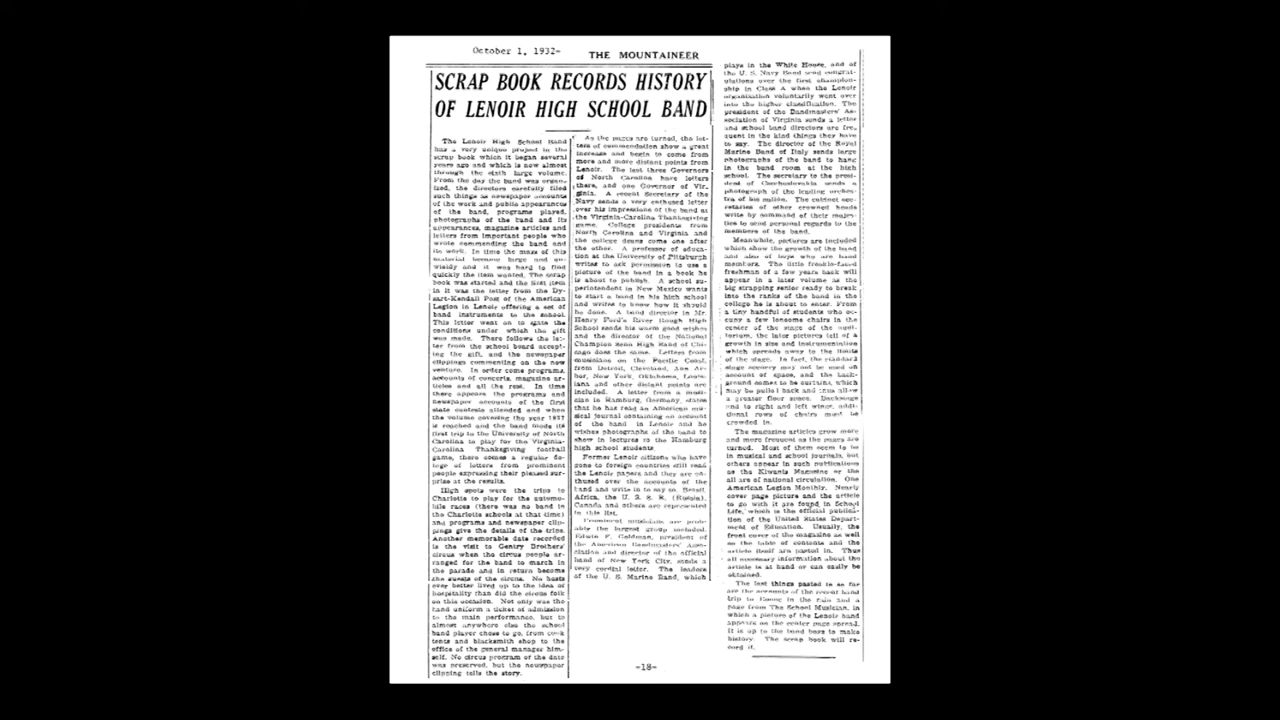 October 1, 1932-
THE MOUNTAINEER
SCRAP BOOK RECORDS HISTORY
OF LENOIR HIGH SCHOOL BAND
The Lenoir High School Band
has a very unique project in the
scrap book which it began several
years ago and which is now almost
through the sixth large volume.
From the day the band was organ-
ized, the directors carefully filed
such things as newspaper accounts
of the work and public appearances
of the band, programs played,
photographs of the band and its
appearances, magazine articles and
letters from important people who
wrote commending the band and
its work. In time the mass of this
material became large and un-
wieldy and it was hard to find
quickly the item wanted. The scrap
book was started and the first item
in it was the letter from the Dy-
sart-Kendall Post of the American
Legion in Lenoir offering a set of
band instruments to the school.
This letter went on to state the
conditions under which the gift
was made. There follows the let-
ter from the school board accept-
ing the gift, and the newspaper
clippings commenting on the new
venture. In order come programs,
accounts of concerts, magazine ar-
ticles and all the rest. In time
there appears the programs and
newspaper accounts of the first
state contests attended and when
the volume covering the year 1927
is reached and the band made its
first trip to the University of North
Carolina to play for the Virginia-
Carolina Thanksgiving football
game, there comes a regular de-
luge of letters from prominent
people expressing their pleased sur-
prise at the results.
High spots were the trips to
Charlotte to play for the automo-
bile races (there was no band in
the Charlotte schools at that time)
and programs and newspaper clip-
pings give the details of the trips.
Another memorable date recorded
is the visit to Gentry Brothers'
circus when the circus people ar-
ranged for the band to march in
the parade and in return become
the guests of the circus. No hosts
ever better lived up to the idea of
hospitality than did the circus folk
on this occasion. Not only was the
band uniform a ticket of admission
to the main performance, but to
almost anywhere else the school
band player chose to go, from cook
tents and blacksmith shop to the
office of the general manager him-
self. No circus program of the date
was preserved, but the newspaper
clipping tells the story.
As the pages are turned, the let-
ters of commendation show a great
increase and begin to come from
more and more distant points from
Lenoir. The last three Governors
of North Carolina have letters
there, and one Governor of Vir-
ginia. A recent Secretary of the
Navy sends a very enthused letter
over his impressions of the band at
the Virginia-Carolina Thanksgiving
game. College presidents from
North Carolina and Virginia and
the college deans come one after
the other. A professor of educa-
tion at the University of Pittsburgh
writes to ask permission to use a
picture of the band in a book he
is about to publish. A school su-
perintendent in New Mexico wants
to start a band in his high school
and writes to know how it should
be done. A band director in Mr.
Henry Ford's River Rough High
School sends his warm good wishes
and the director of the National
Champion Senn High Band of Chi-
cago does the same. Letters from
musicians on the Pacific Coast,
from Detroit, Cleveland, Ann Ar-
bor, New York, Oklahoma, Louis-
iana and other distant points are
included. A letter from a musi-
cian in Hamburg, Germany, states
that he has read an American mu-
sical journal containing an account
of the band in Lenoir and he
wishes photographs of the band to
show in lectures to the Hamburg
high school students.
Former Lenoir citizens who have
gone to foreign countries still read
the Lenoir papers and they are en-
thused over the accounts of the
band and write in to say so. Brazil,
Africa, the U. S. S. R. (Russia),
Canada and others are represented
in this list.
Prominent musicians are prob-
ably the largest group included.
Edwin F. Goldman, president of
the American Bandmasters' Asso-
ciation and director of the official
band of New York City, sends a
very cordial letter. The leaders
of the U. S. Marine Band, which
plays in the White House, and of
the U. S. Navy Band send congrat-
ulations over the first champion-
ship in Class A when the Lenoir
organization voluntarily went over
into the higher classification. The
president of the Bandmasters' As-
sociation of Virginia sends a letter
and school band directors are fre-
quent in the kind things they have
to say. The director of the Royal
Marine Band of Italy sends large
photographs of the band to hang
in the band room at the high
school. The secretary to the presi-
dent of Czechoslovakia sends a
photograph of the leading orches-
tra of his nation. The cabinet sec-
retaries of other crowned heads
write by command of their majes-
ties to send personal regards to the
members of the band.
Meanwhile, pictures are included
which show the growth of the band
and also of boys who are band
members. The little freckle-faced
freshman of a few years back will
appear in a later volume as the
big strapping senior ready to break
into the ranks of the band in the
college he is about to enter. From
a tiny handful of students who oc-
cupy a few lonesome chairs in the
center of the stage of the audi-
torium, the later pictures tell of a
growth in size and instrumentation
which spreads away to the limits
of the stage. In fact, the standard
stage scenery may not be used on
account of space, and the back-
ground comes to be curtains, which
may be pulled back and thus allow
a greater floor space. Backstage
and to right and left wings, addi-
tional rows of chairs must be
crowded in.
The magazine articles grow more
and more frequent as the pages are
turned. Most of them seem to be
in musical and school journals, but
others appear in such publications
as the Kiwanis Magazine or the
American Legion Monthly. Nearly
all are of national circulation. One
cover page picture and the article
to go with it are found in School
Life, which is the official publica-
tion of the United States Depart-
ment of Education. Usually, the
front cover of the magazine as well
as the table of contents and the
article itself are pasted in. Thus
all necessary information about the
article is at hand or can easily be
obtained.
The last things pasted in so far
are the accounts of the recent band
trip to Boone in the rain and a
page from The School Musician, in
which a picture of the Lenoir band
appears on the center page spread.
It is up to the band boys to make
history. The scrap book will re-
cord it.
-18-